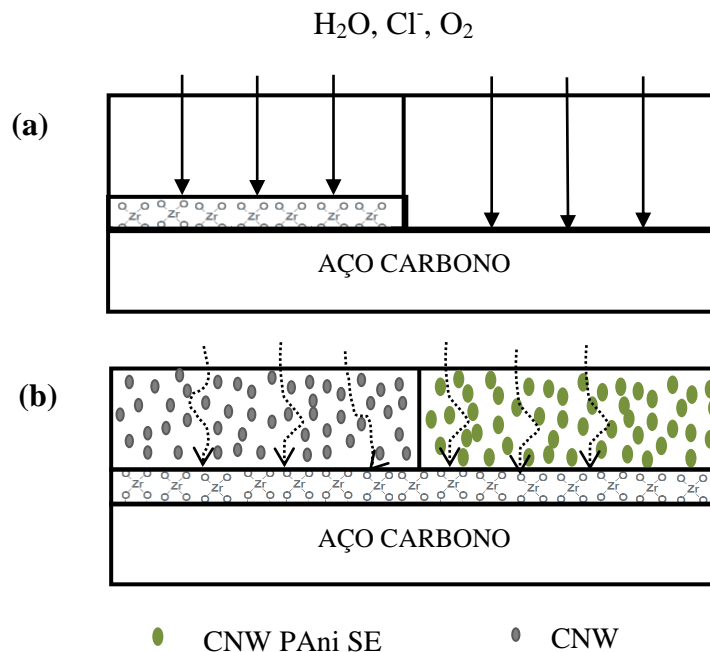 H₂O, Cl⁻, O₂
(a)
Zr Zr Zr Zr Zr Zr Zr
AÇO CARBONO
(b)
Zr Zr Zr Zr Zr Zr Zr Zr Zr Zr Zr Zr Zr Zr Zr
AÇO CARBONO
CNW PAni SE CNW